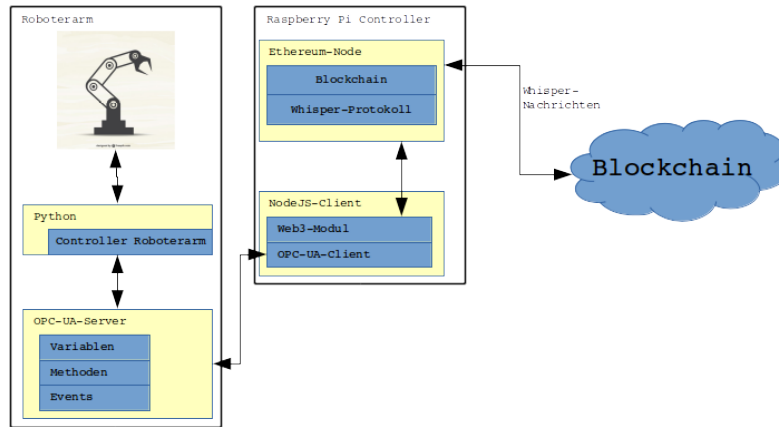 Roboterarm
Python
Controller Roboterarm
OPC-UA-Server
Variablen
Methoden
Events
Raspberry Pi Controller
Ethereum-Node
Blockchain
Whisper-Protokoll
NodeJS-Client
Web3-Modul
OPC-UA-Client
Whisper-
Nachrichten
Blockchain